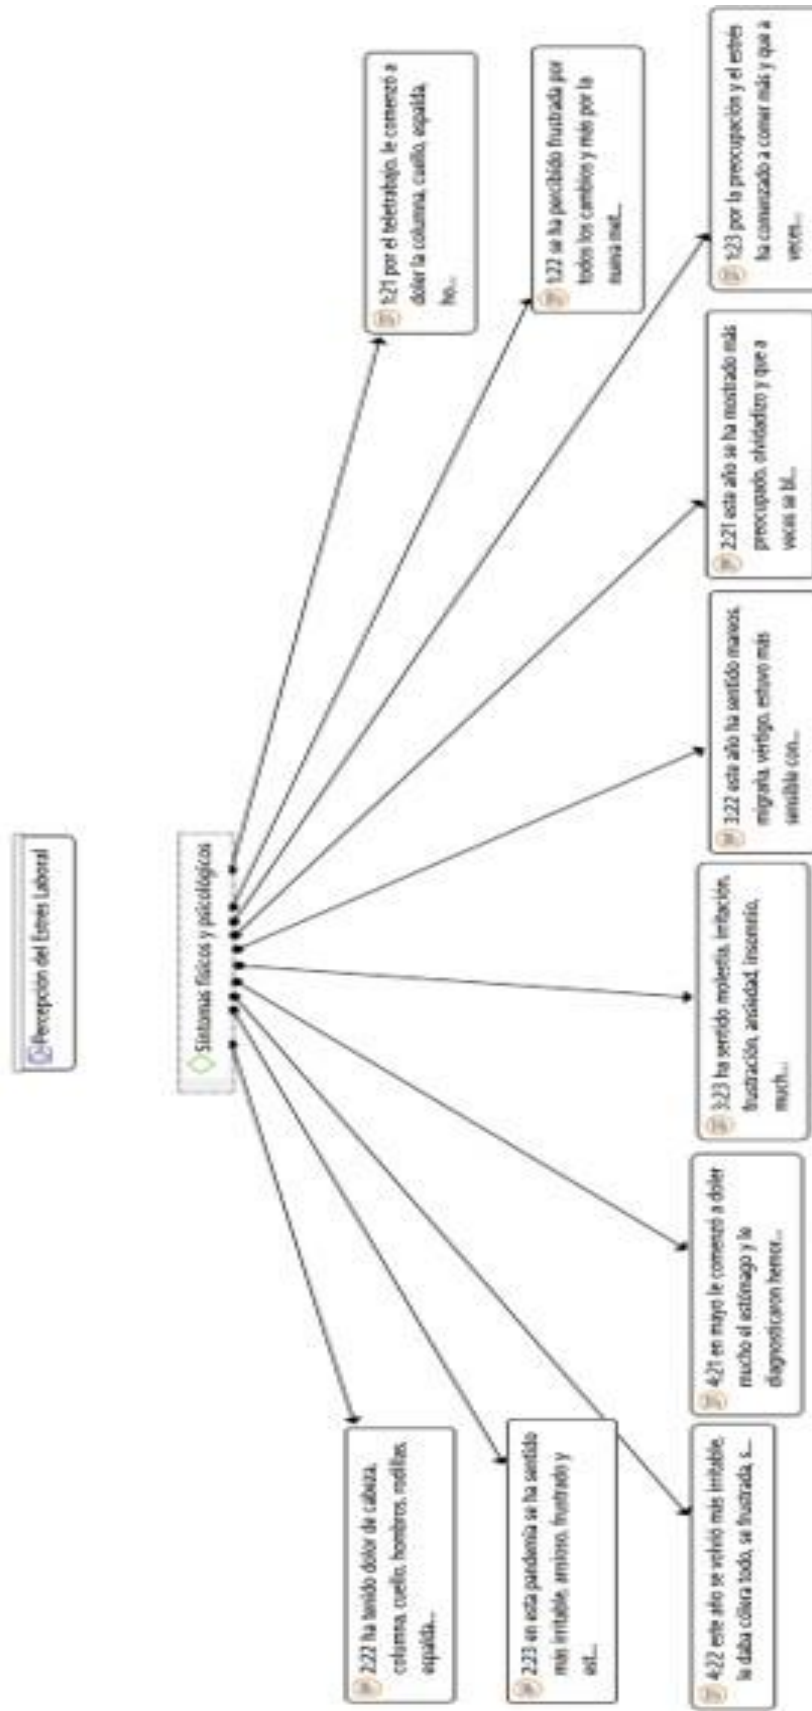 Percepción del Estrés Laboral
Síntomas físicos y psicológicos
2:22 ha tenido dolor de cabeza,
columna, cuello, hombros, rodillas,
espalda...
2:23 en esta pandemia se ha sentido
más irritable, ansioso, frustrado y
est...
4:22 este año se volvió más irritable,
le daba cólera todo, se frustrada, s...
4:21 en mayo le comenzó a doler
mucho el estómago y le
diagnosticaron hemor...
3:23 ha sentido molestia, irritación,
frustración, ansiedad, insomnio,
much...
3:22 este año ha sentido mareos,
migraña, vértigo, estuvo más
sensible con...
2:21 este año se ha mostrado más
preocupado, olvidadizo y que a
veces se bl...
1:23 por la preocupación y el estrés
ha comenzado a comer más y que a
veces...
1:22 se ha percibido frustrada por
todos los cambios y más por la
nueva met...
1:21 por el teletrabajo, le comenzó a
doler la columna, cuello, espalda,
ho...